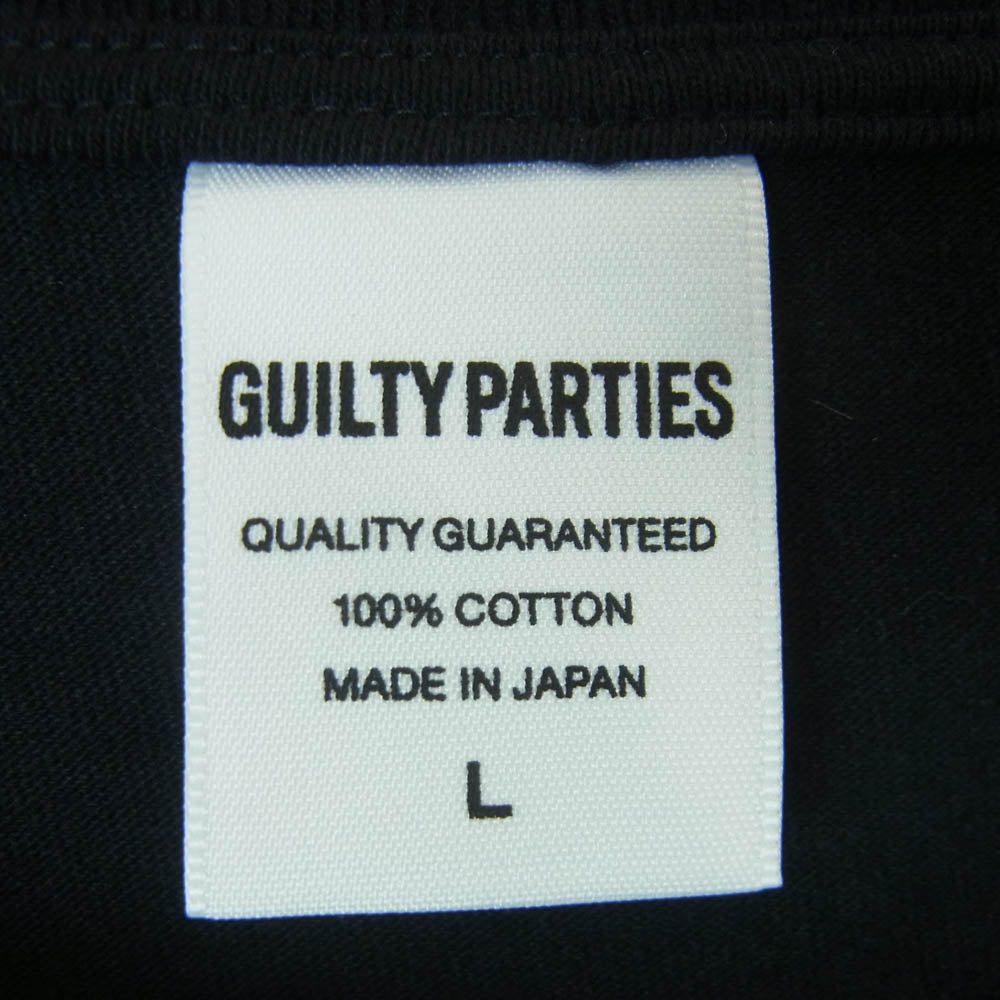 GUILTY PARTIES
QUALITY GUARANTEED
100% COTTON
MADE IN JAPAN
L